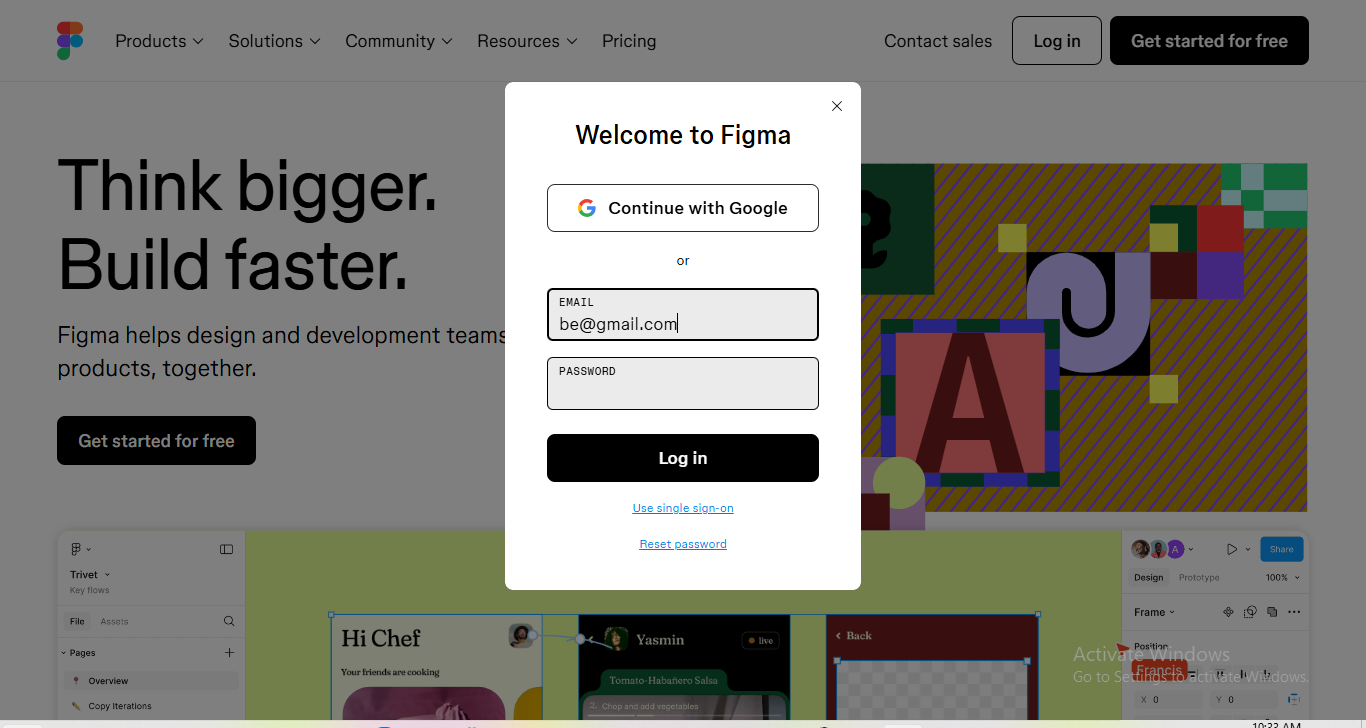 Products Solutions Community Resources Pricing Contact sales Log in Get started for free
Welcome to Figma
Continue with Google
or
EMAIL
be@gmail.com
PASSWORD
Log in
Use single sign-on
Reset password
Think bigger.
Build faster.
Figma helps design and development teams
products, together.
Get started for free
A
Trivet
Key flows
File Assets
Pages
Overview
Copy Iterations
Hi Chef
Your friends are cooking
Yasmin
live
Tomato-Habañero Salsa
2. Chop and add vegetables
Back
A
Share
Design Prototype 100%
Frame
Position
Francis
X 0 Y 0
Activate Windows
Go to Settings to activate Windows.
10:22 AM